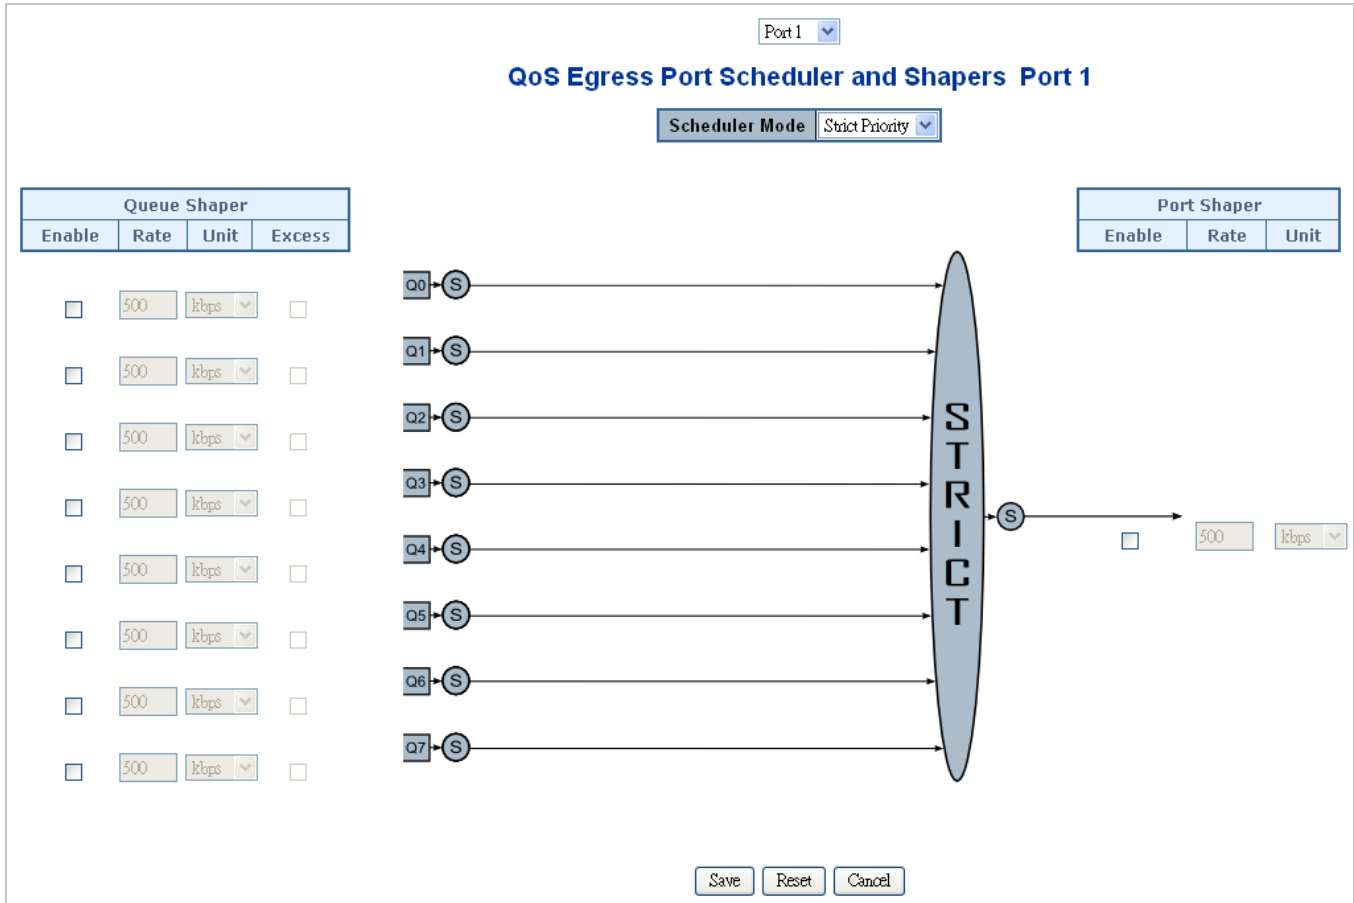 Port 1
QoS Egress Port Scheduler and Shapers Port 1
Scheduler Mode Strict Priority
Queue Shaper
Enable Rate Unit Excess
Port Shaper
Enable Rate Unit
500 kbps
Q0 S
500 kbps
Q1 S
500 kbps
Q2 S
500 kbps
Q3 S
500 kbps
Q4 S
500 kbps
Q5 S
500 kbps
Q6 S
500 kbps
Q7 S
STRICT
S
500 kbps
Save Reset Cancel